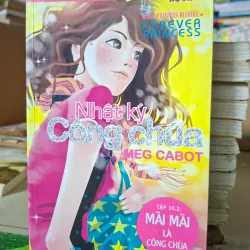 FOREVER
PRINCESS
Nhật ký
Công chúa
MEG CABOT
TẬP 10.2:
MÃI MÃI
LÀ
CÔNG CHÚA